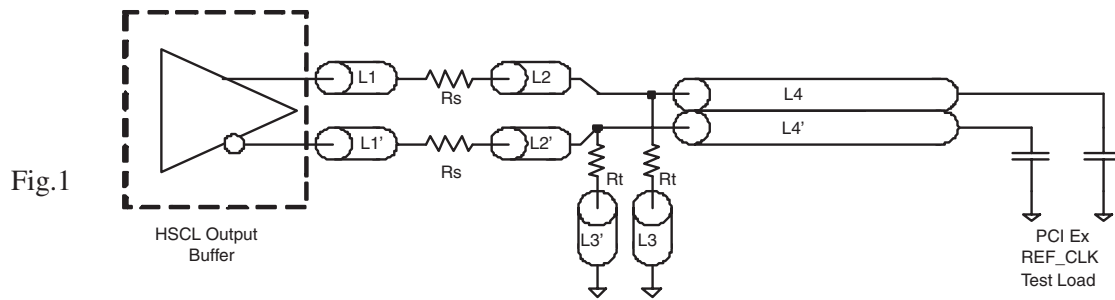 L1
Rs
L2
L4
L1'
Rs
L2'
L4'
Rt
Rt
L3'
L3
Fig.1
HSCL Output
Buffer
PCI Ex
REF_CLK
Test Load